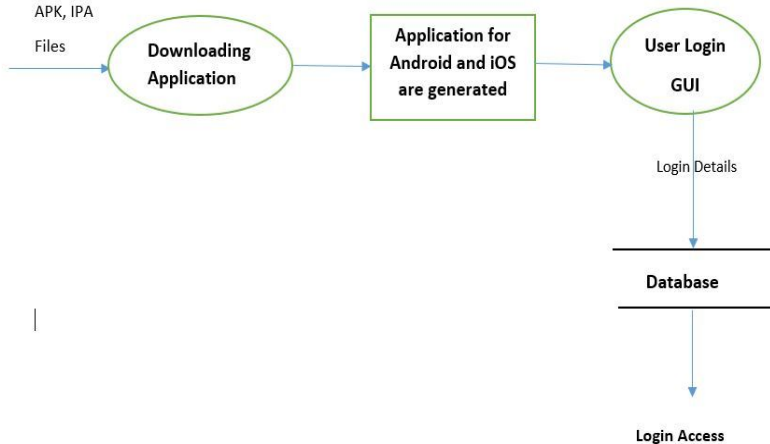 APK, IPA
Files
Downloading
Application
Application for
Android and iOS
are generated
User Login
GUI
Login Details
Database
Login Access